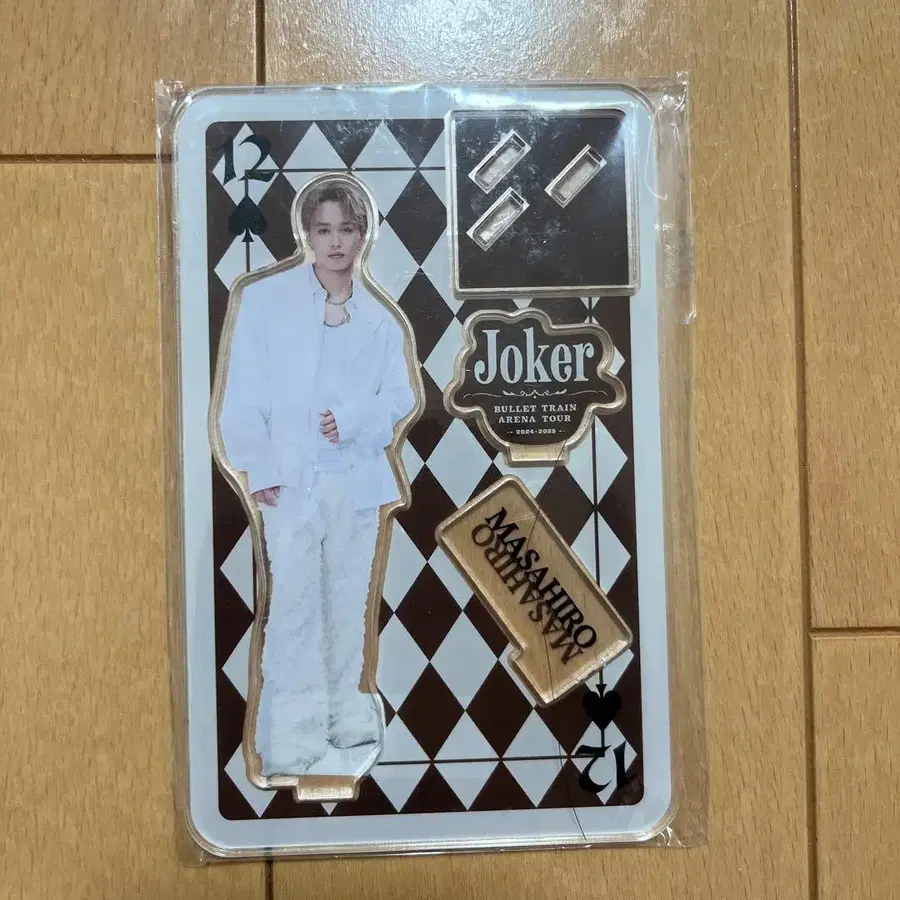 12
Joker
BULLET TRAIN
ARENA TOUR
- 2024-2025 -
MASAHIRO
MASAHIRO
12